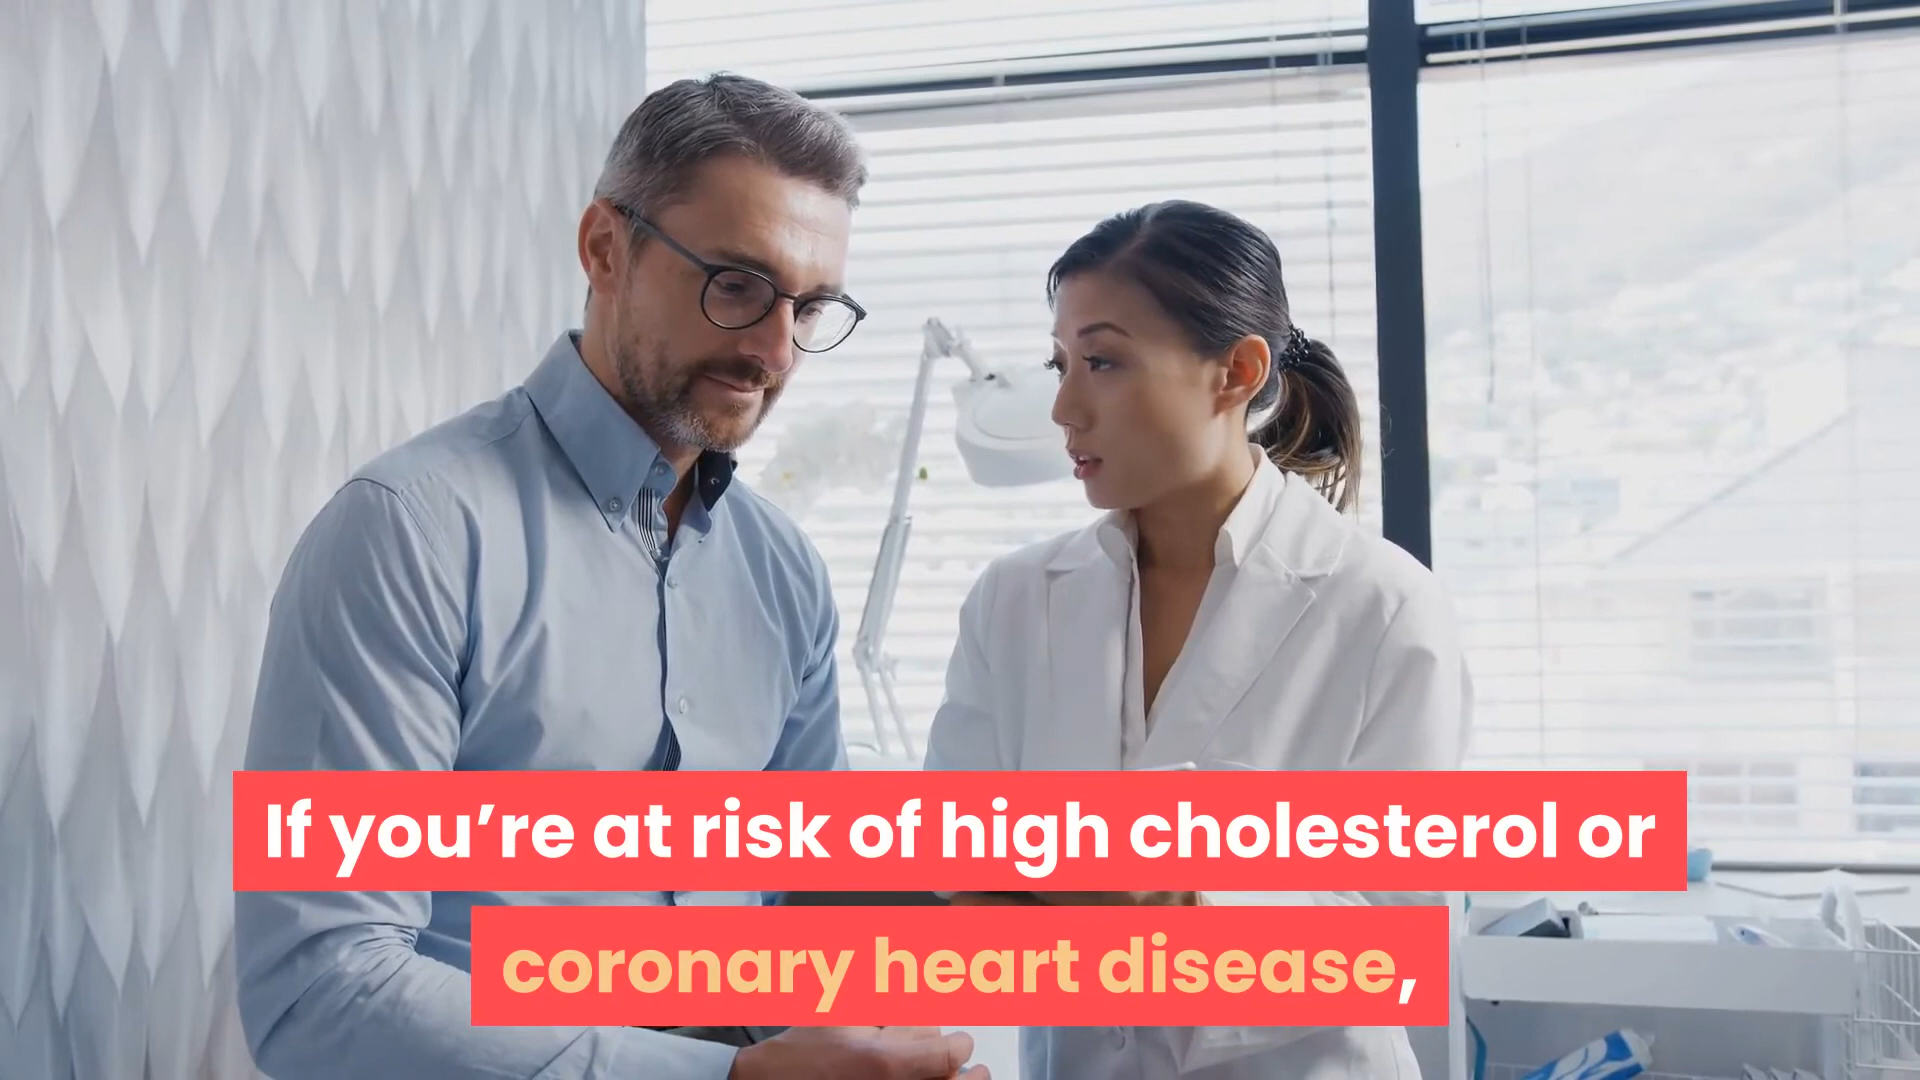 If you’re at risk of high cholesterol or
coronary heart disease,